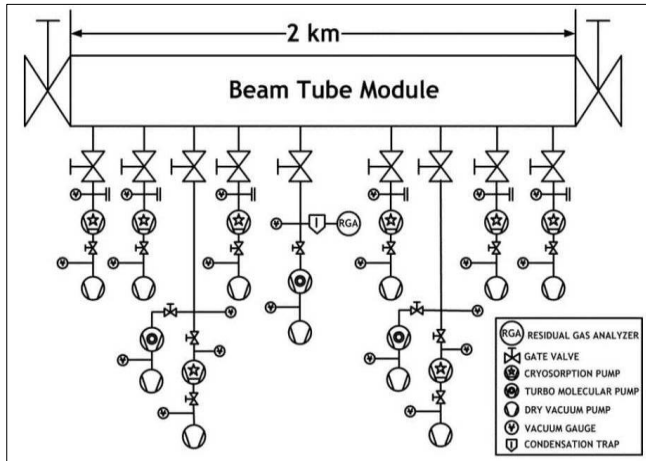 2 km
Beam Tube Module
RGA
RGA RESIDUAL GAS ANALYZER
GATE VALVE
CRYOSORPTION PUMP
TURBO MOLECULAR PUMP
DRY VACUUM PUMP
VACUUM GAUGE
CONDENSATION TRAP